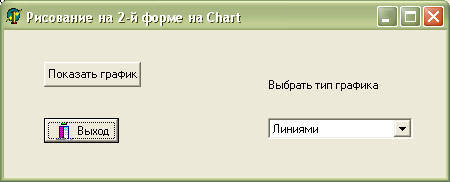 Рисование на 2-й форме на Chart
Показать график
Выбрать тип графика
Выход
Линиями